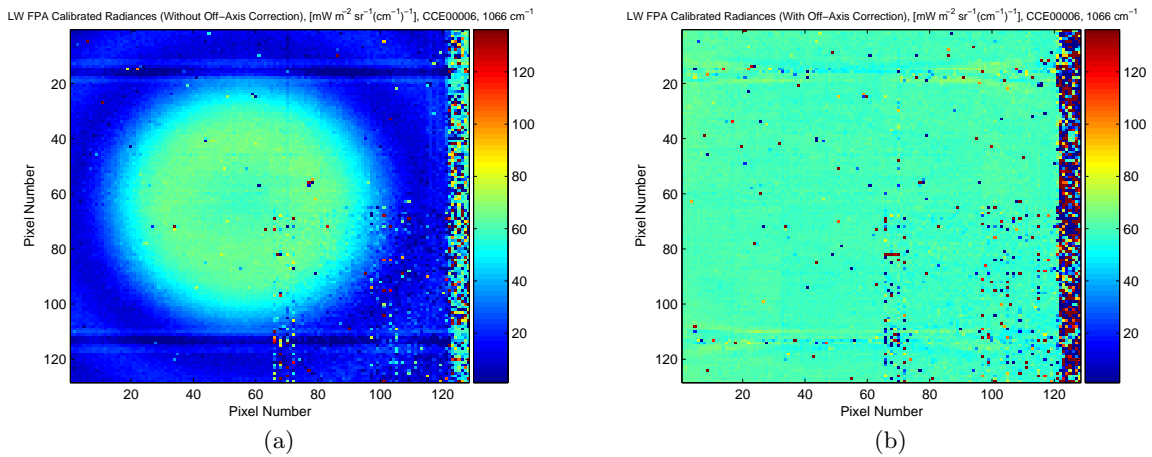 LW FPA Calibrated Radiances (Without Off−Axis Correction), [mW m⁻² sr⁻¹(cm⁻¹)⁻¹], CCE00006, 1066 cm⁻¹
20
40
60
80
100
120
Pixel Number
20 40 60 80 100 120
Pixel Number
120
100
80
60
40
20
(a)
LW FPA Calibrated Radiances (With Off−Axis Correction), [mW m⁻² sr⁻¹(cm⁻¹)⁻¹], CCE00006, 1066 cm⁻¹
20
40
60
80
100
120
Pixel Number
20 40 60 80 100 120
Pixel Number
120
100
80
60
40
20
(b)